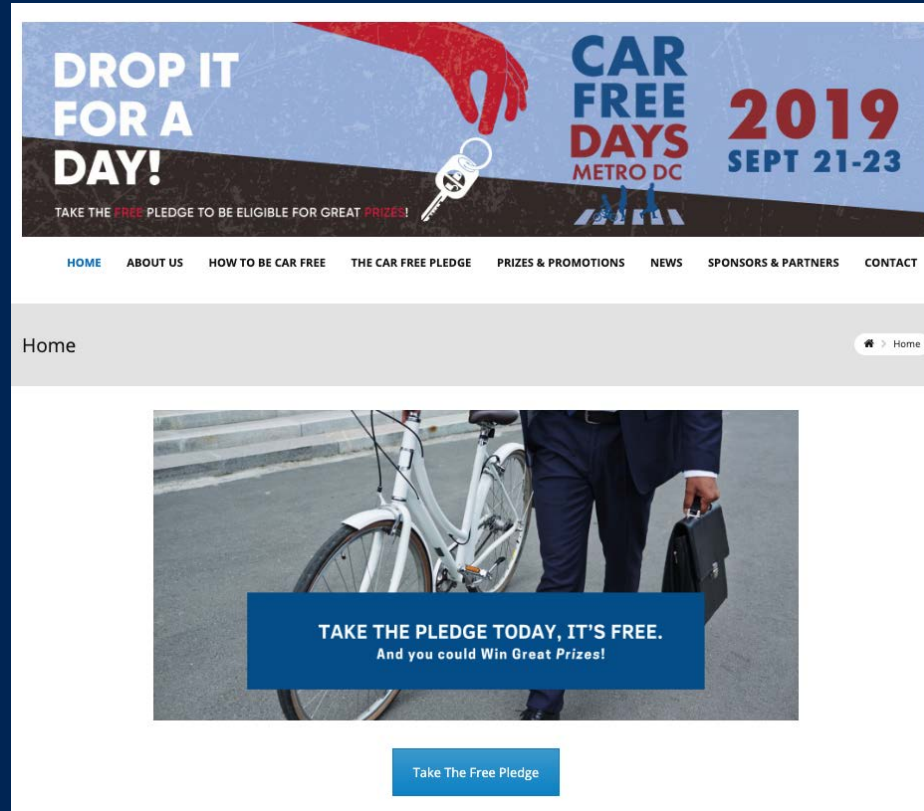 DROP IT
FOR A
DAY!
TAKE THE FREE PLEDGE TO BE ELIGIBLE FOR GREAT PRIZES!
CAR
FREE
DAYS
METRO DC
2019
SEPT 21-23
HOME ABOUT US HOW TO BE CAR FREE THE CAR FREE PLEDGE PRIZES & PROMOTIONS NEWS SPONSORS & PARTNERS CONTACT
Home
> Home
TAKE THE PLEDGE TODAY, IT'S FREE.
And you could Win Great Prizes!
Take The Free Pledge